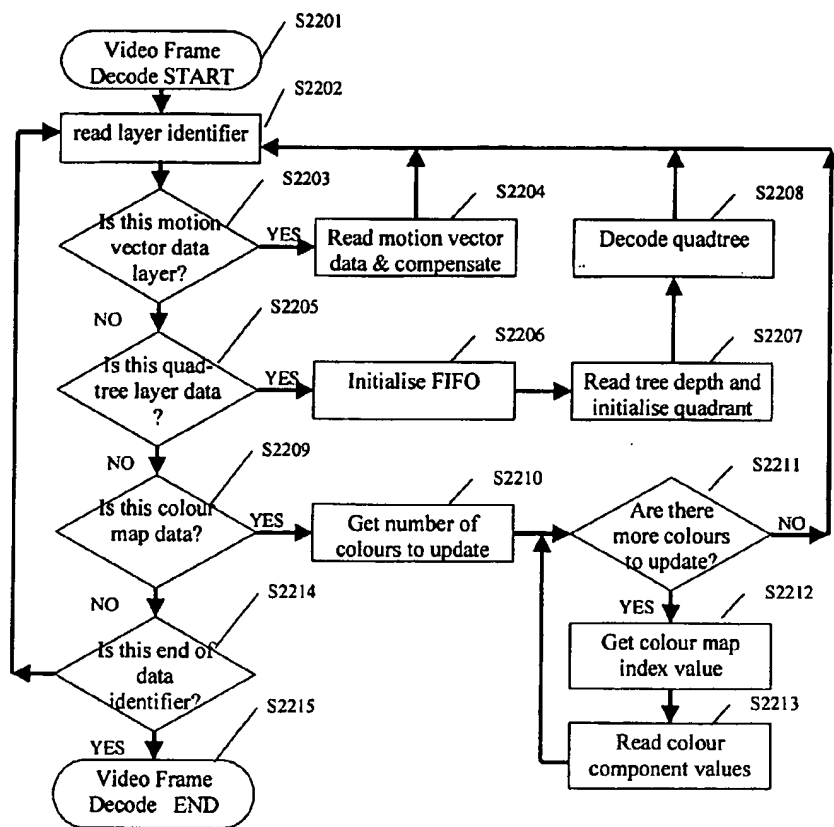 S2201
Video Frame
Decode START
S2202
read layer identifier
S2203
Is this motion
vector data
layer?
YES
S2204
Read motion vector
data & compensate
S2208
Decode quadtree
NO
S2205
Is this quad-
tree layer data
?
YES
S2206
Initialise FIFO
S2207
Read tree depth and
initialise quadrant
NO
S2209
Is this colour
map data?
YES
S2210
Get number of
colours to update
S2211
Are there
more colours
to update?
NO
YES
S2212
Get colour map
index value
S2213
Read colour
component values
NO
S2214
Is this end of
data
identifier?
YES
S2215
Video Frame
Decode END